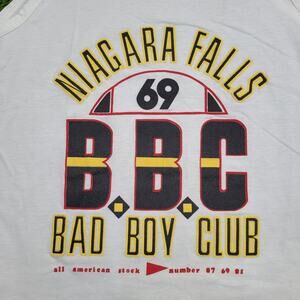 NIAGARA FALLS
69
B.B.C
BAD BOY CLUB
all american stock number 87 69 81